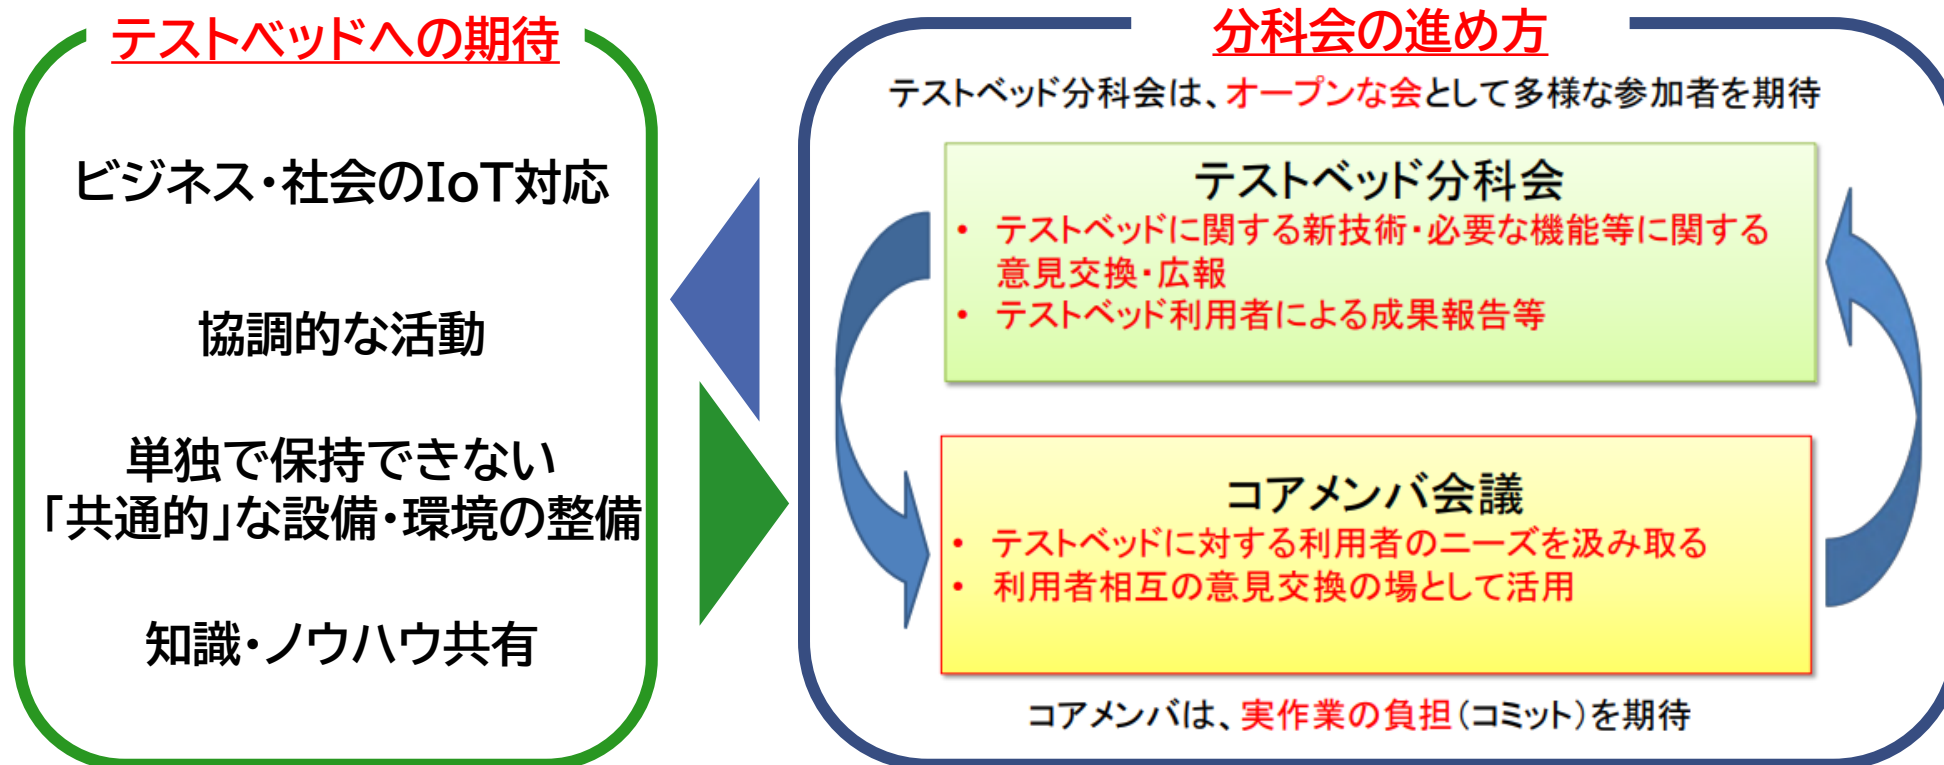 テストベッドへの期待
ビジネス・社会のIoT対応
協調的な活動
単独で保持できない
「共通的」な設備・環境の整備
知識・ノウハウ共有
分科会の進め方
テストベッド分科会は、オープンな会として多様な参加者を期待
テストベッド分科会
• テストベッドに関する新技術・必要な機能等に関する
意見交換・広報
• テストベッド利用者による成果報告等
コアメンバ会議
• テストベッドに対する利用者のニーズを汲み取る
• 利用者相互の意見交換の場として活用
コアメンバは、実作業の負担(コミット)を期待